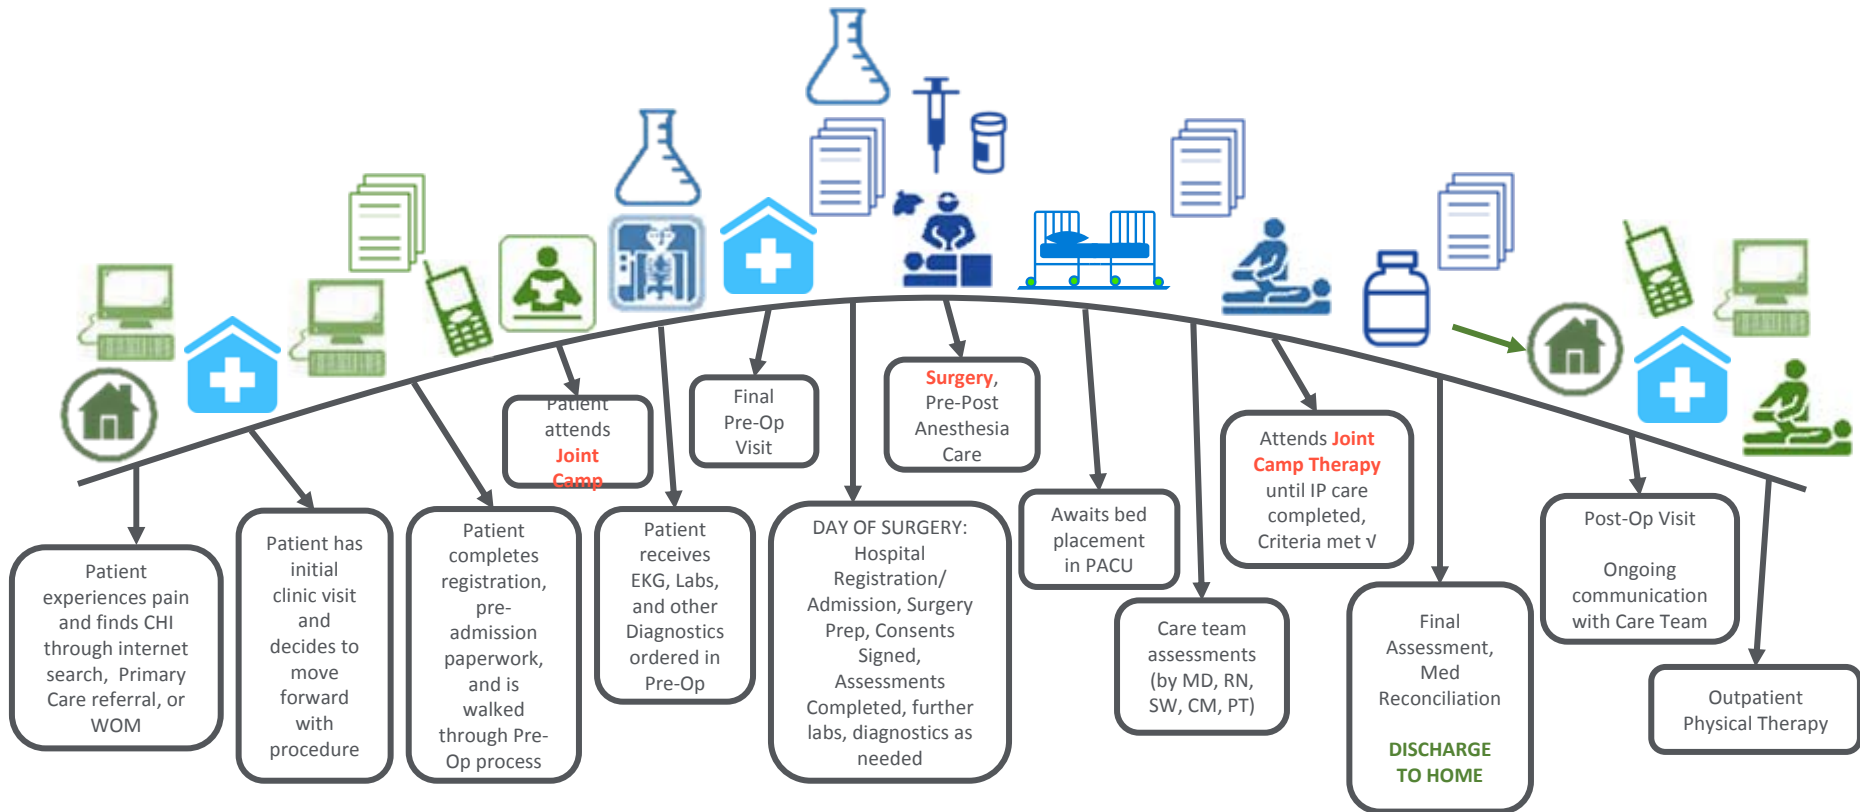 Patient
experiences pain
and finds CHI
through internet
search, Primary
Care referral, or
WOM
Patient has
initial
clinic visit
and
decides to
move
forward
with
procedure
Patient
completes
registration,
pre-
admission
paperwork,
and is
walked
through Pre-
Op process
Patient
attends
Joint
Camp
Patient
receives
EKG, Labs,
and other
Diagnostics
ordered in
Pre-Op
Final
Pre-Op
Visit
DAY OF SURGERY:
Hospital
Registration/
Admission, Surgery
Prep, Consents
Signed,
Assessments
Completed, further
labs, diagnostics as
needed
Surgery,
Pre-Post
Anesthesia
Care
Awaits bed
placement
in PACU
Care team
assessments
(by MD, RN,
SW, CM, PT)
Attends Joint
Camp Therapy
until IP care
completed,
Criteria met √
Final
Assessment,
Med
Reconciliation
DISCHARGE
TO HOME
Post-Op Visit
Ongoing
communication
with Care Team
Outpatient
Physical Therapy